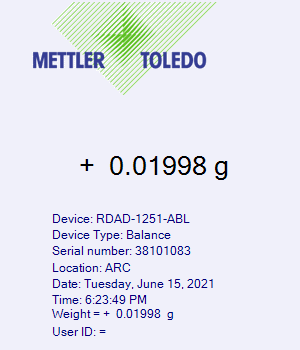 METTLER TOLEDO
+ 0.01998 g
Device: RDAD-1251-ABL
Device Type: Balance
Serial number: 38101083
Location: ARC
Date: Tuesday, June 15, 2021
Time: 6:23:49 PM
Weight = + 0.01998 g
User ID: =